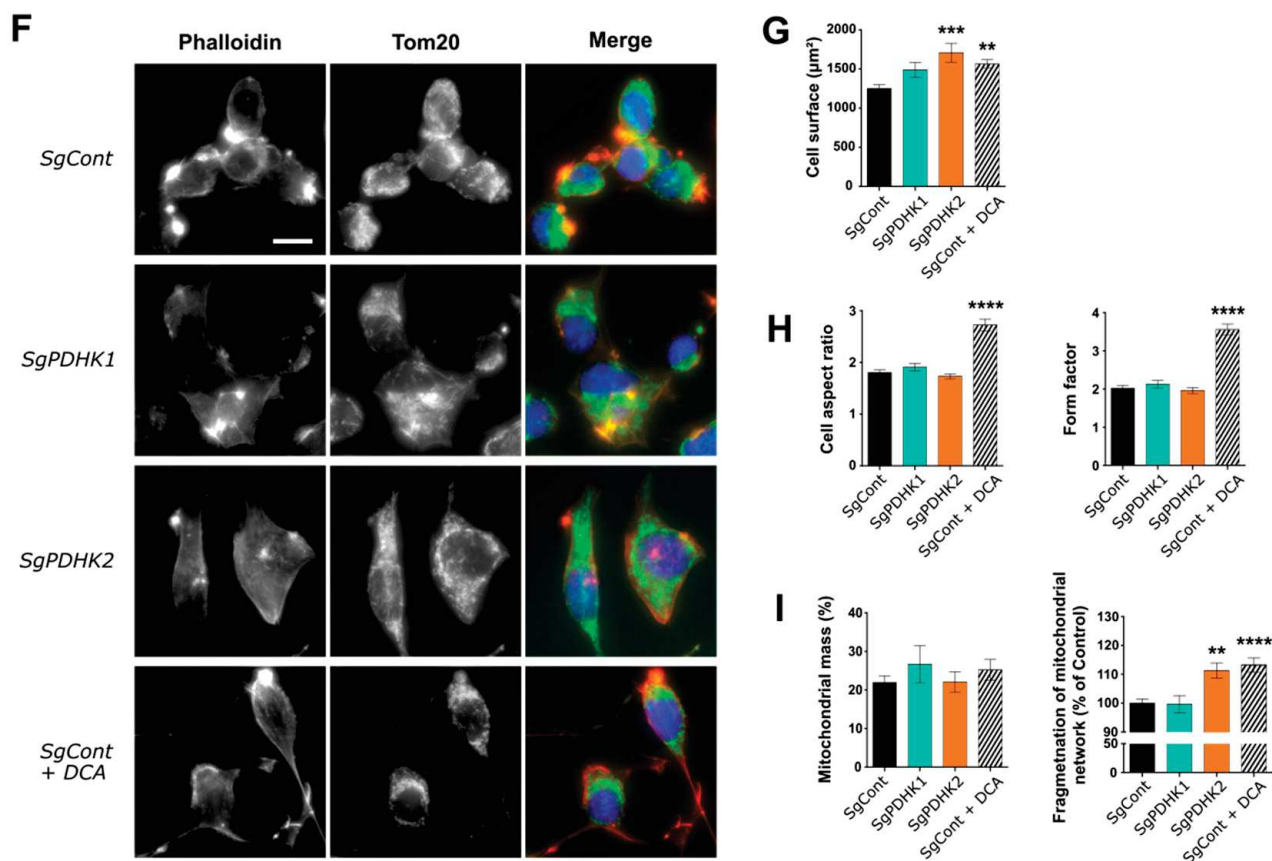 F
Phalloidin Tom20 Merge
SgCont
SgPDHK1
SgPDHK2
SgCont
+ DCA
G
Cell surface (µm²)
2000
1500
1000
500
0
*** **
SgCont SgPDHK1 SgPDHK2 SgCont + DCA
H
Cell aspect ratio
3
2
1
0
****
SgCont SgPDHK1 SgPDHK2 SgCont + DCA
Form factor
4
3
2
1
0
****
SgCont SgPDHK1 SgPDHK2 SgCont + DCA
I
Mitochondrial mass (%)
40
30
20
10
0
SgCont SgPDHK1 SgPDHK2 SgCont + DCA
Fragmetnation of mitochondrial
network (% of Control)
130
120
110
100
90
50
0
** ****
SgCont SgPDHK1 SgPDHK2 SgCont + DCA